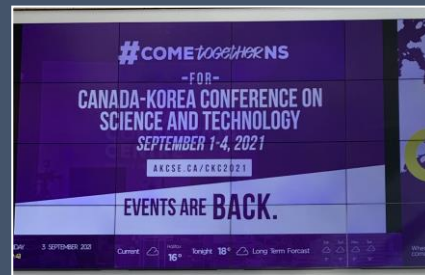 #COMETOGETHERNS
-FOR-
CANADA-KOREA CONFERENCE ON
SCIENCE AND TECHNOLOGY
SEPTEMBER 1-4, 2021
AKCSE.CA/CKC2021
EVENTS ARE BACK.
3 SEPTEMBER 2021
Current
16°
Tonight 18°
Long Term Forcast